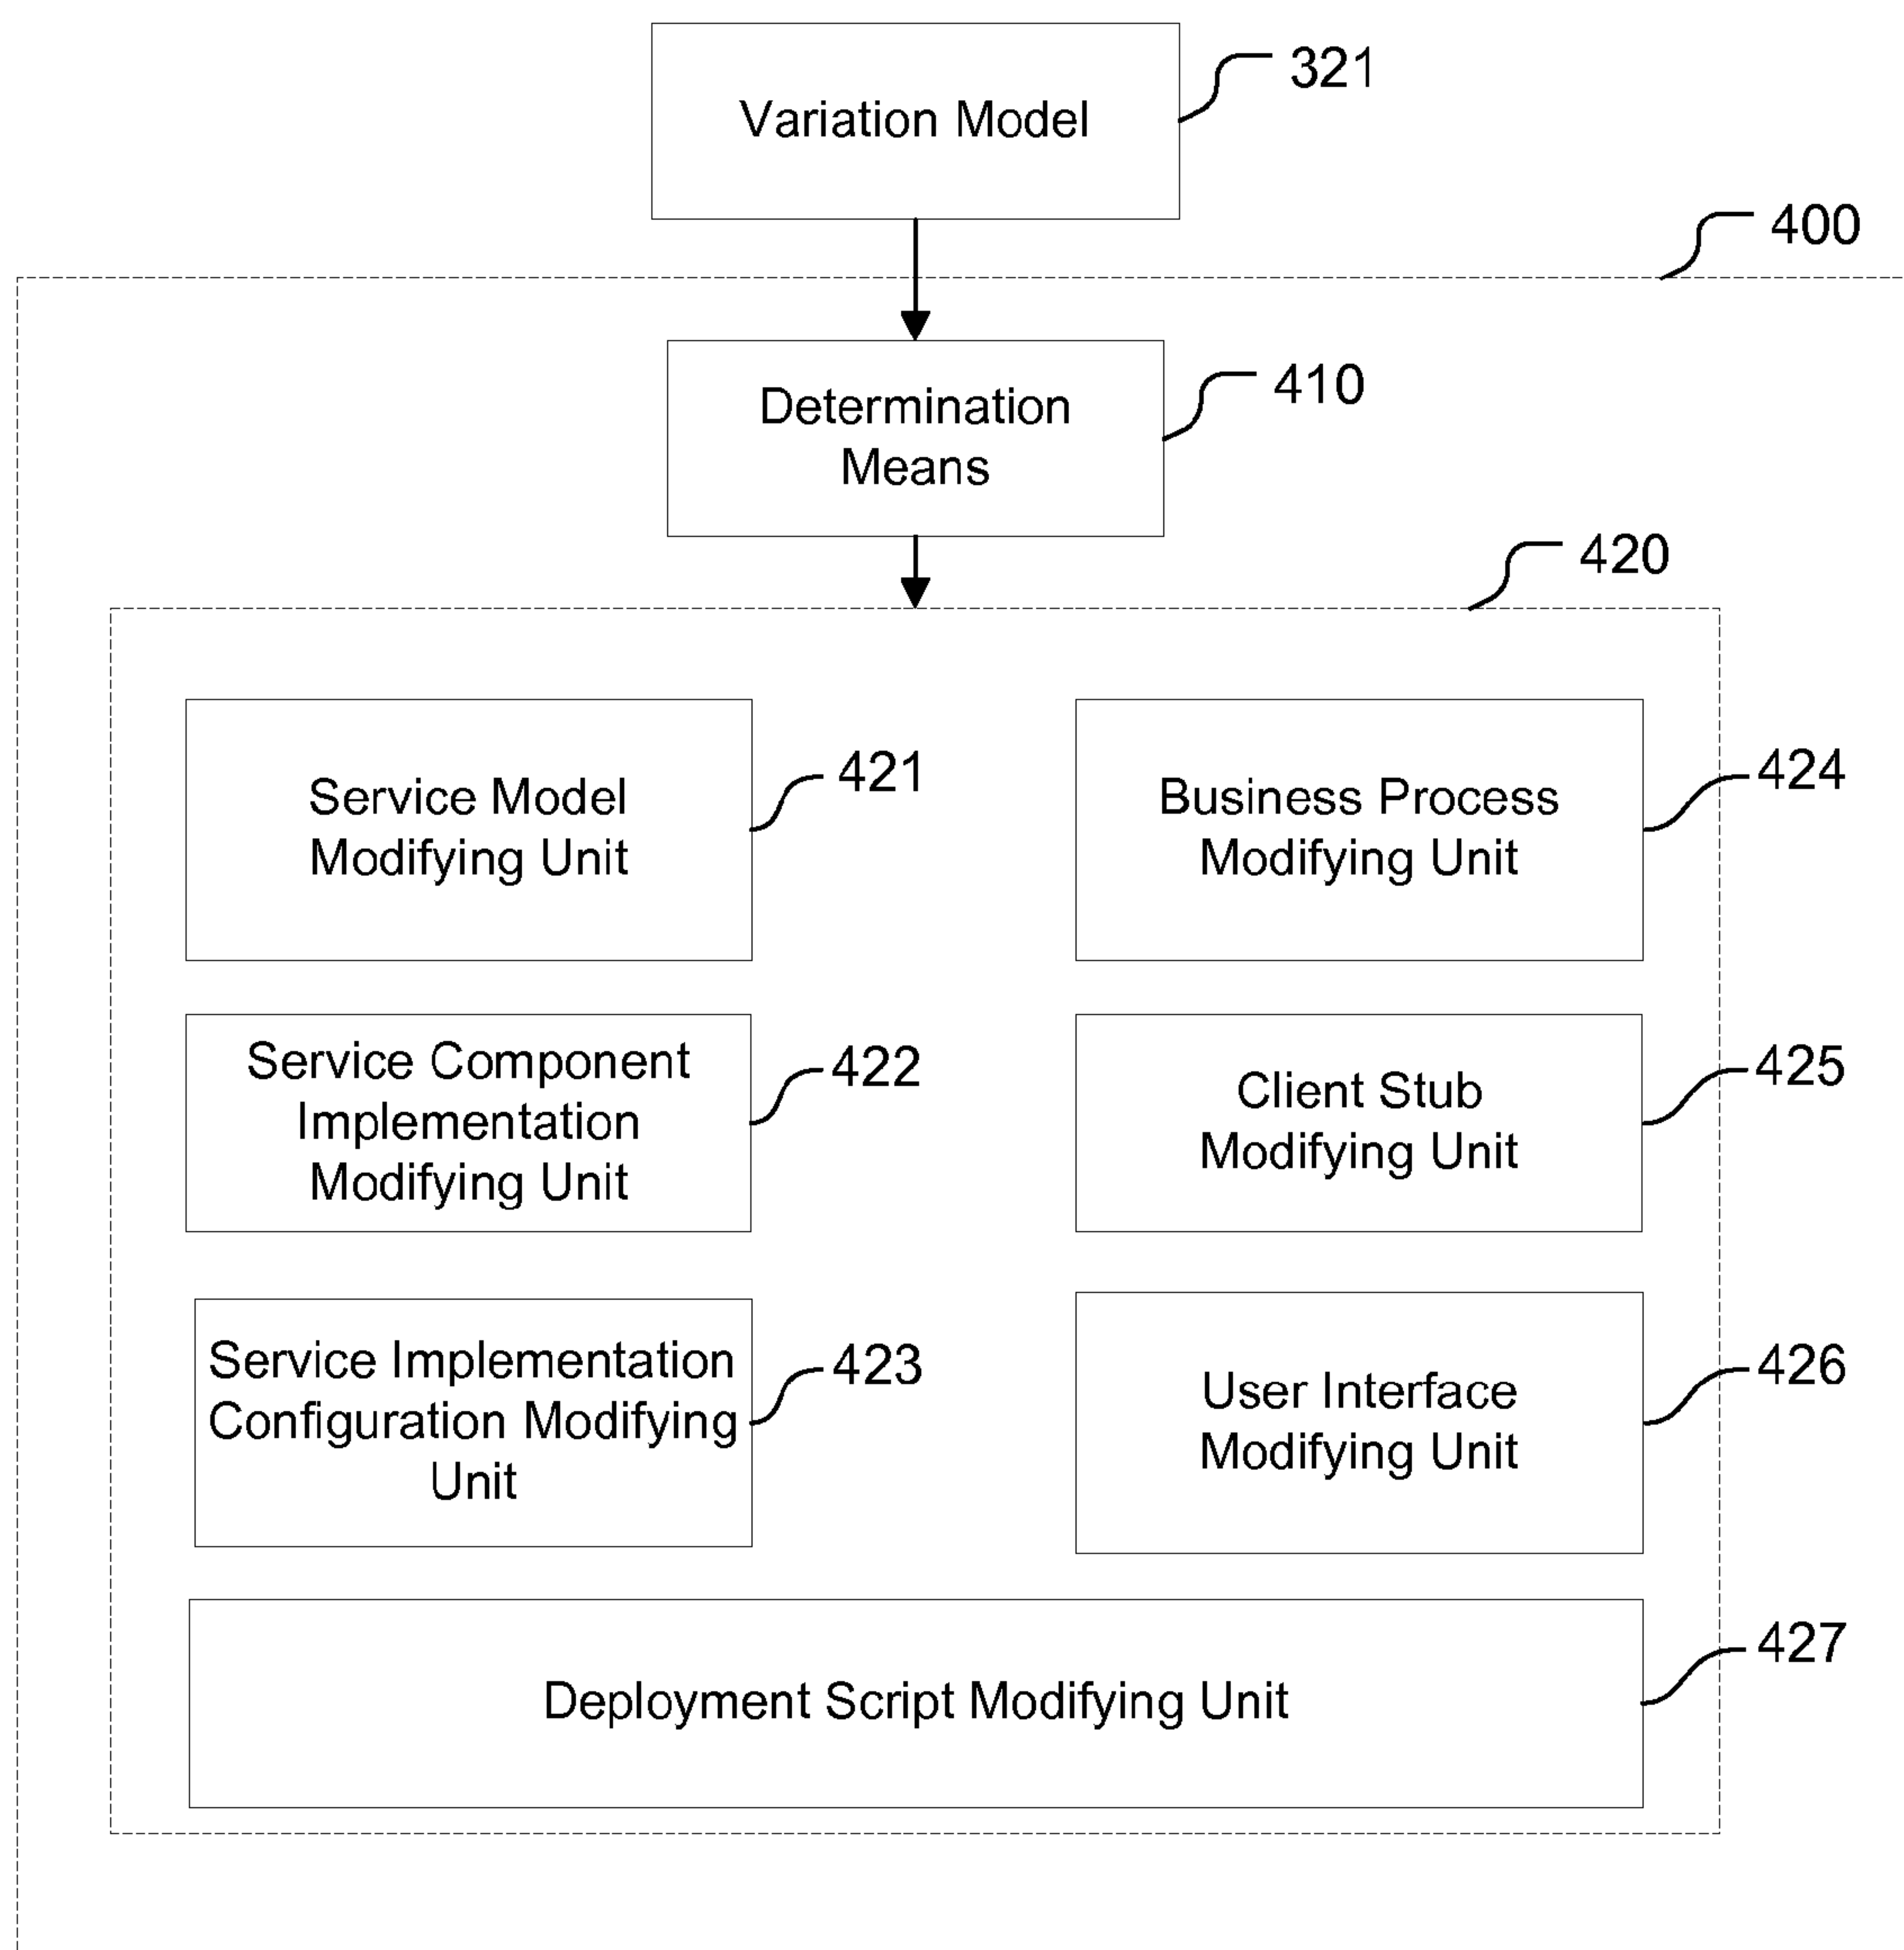 Variation Model
321
400
Determination
Means
410
420
Service Model
Modifying Unit
421
Business Process
Modifying Unit
424
Service Component
Implementation
Modifying Unit
422
Client Stub
Modifying Unit
425
Service Implementation
Configuration Modifying
Unit
423
User Interface
Modifying Unit
426
Deployment Script Modifying Unit
427